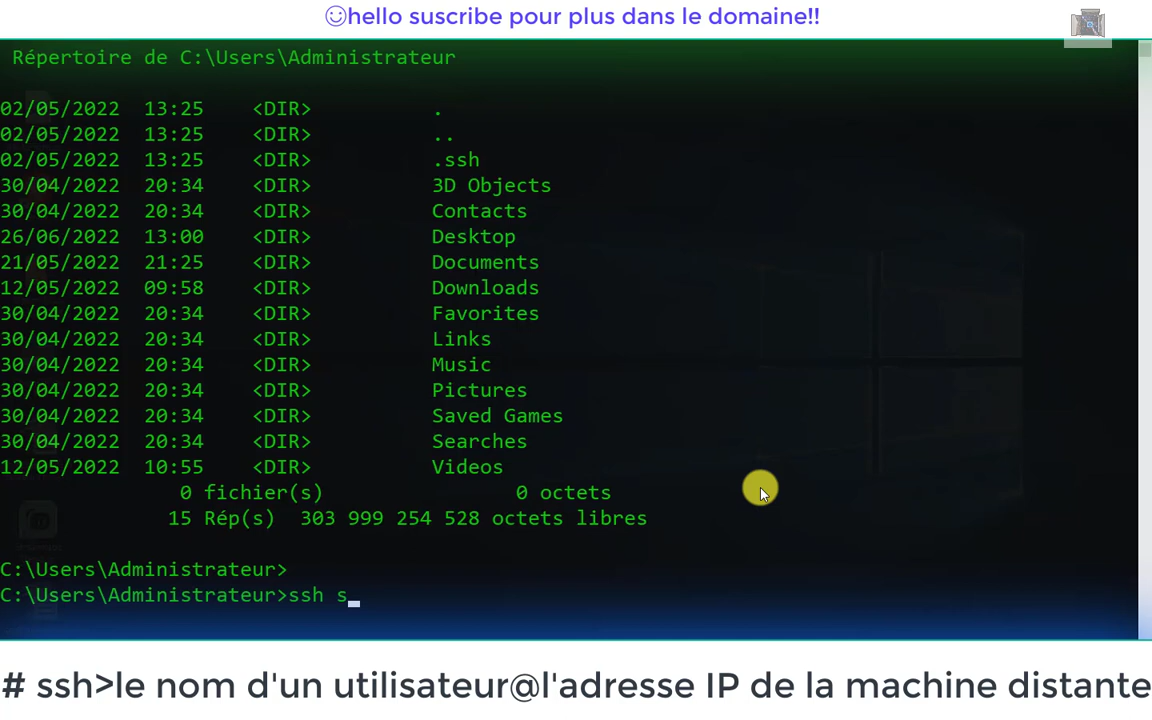 ☺hello suscribe pour plus dans le domaine!!
Répertoire de C:\Users\Administrateur
02/05/2022 13:25 <DIR> .
02/05/2022 13:25 <DIR> ..
02/05/2022 13:25 <DIR> .ssh
30/04/2022 20:34 <DIR> 3D Objects
30/04/2022 20:34 <DIR> Contacts
26/06/2022 13:00 <DIR> Desktop
21/05/2022 21:25 <DIR> Documents
12/05/2022 09:58 <DIR> Downloads
30/04/2022 20:34 <DIR> Favorites
30/04/2022 20:34 <DIR> Links
30/04/2022 20:34 <DIR> Music
30/04/2022 20:34 <DIR> Pictures
30/04/2022 20:34 <DIR> Saved Games
30/04/2022 20:34 <DIR> Searches
12/05/2022 10:55 <DIR> Videos
0 fichier(s) 0 octets
15 Rép(s) 303 999 254 528 octets libres
C:\Users\Administrateur>
C:\Users\Administrateur>ssh s_
# ssh>le nom d'un utilisateur@l'adresse IP de la machine distante